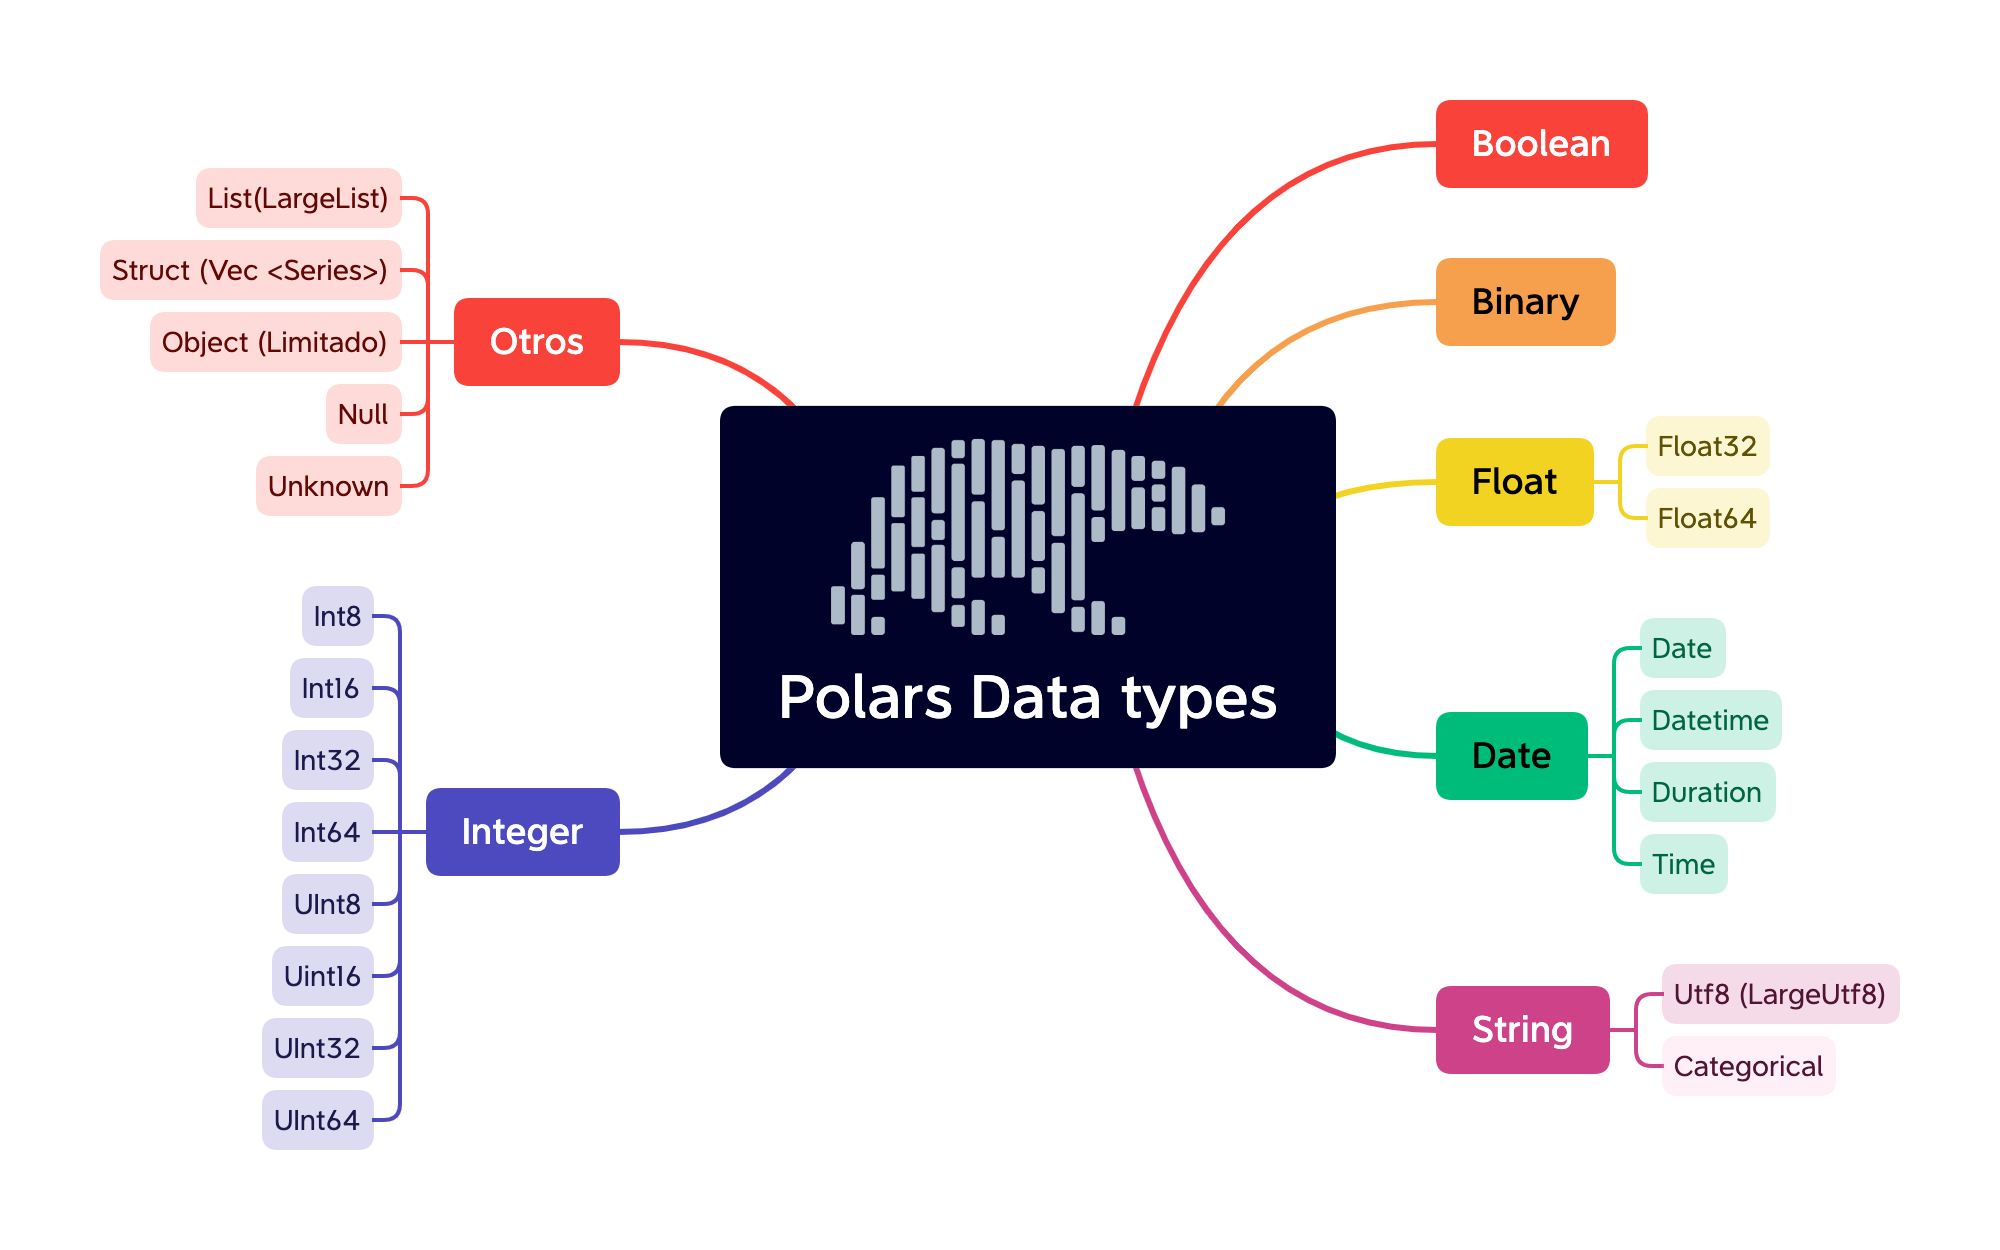 Polars Data types
Boolean
Binary
Float
Float32
Float64
Date
Date
Datetime
Duration
Time
String
Utf8 (LargeUtf8)
Categorical
Otros
List(LargeList)
Struct (Vec <Series>)
Object (Limitado)
Null
Unknown
Integer
Int8
Int16
Int32
Int64
UInt8
Uint16
UInt32
UInt64